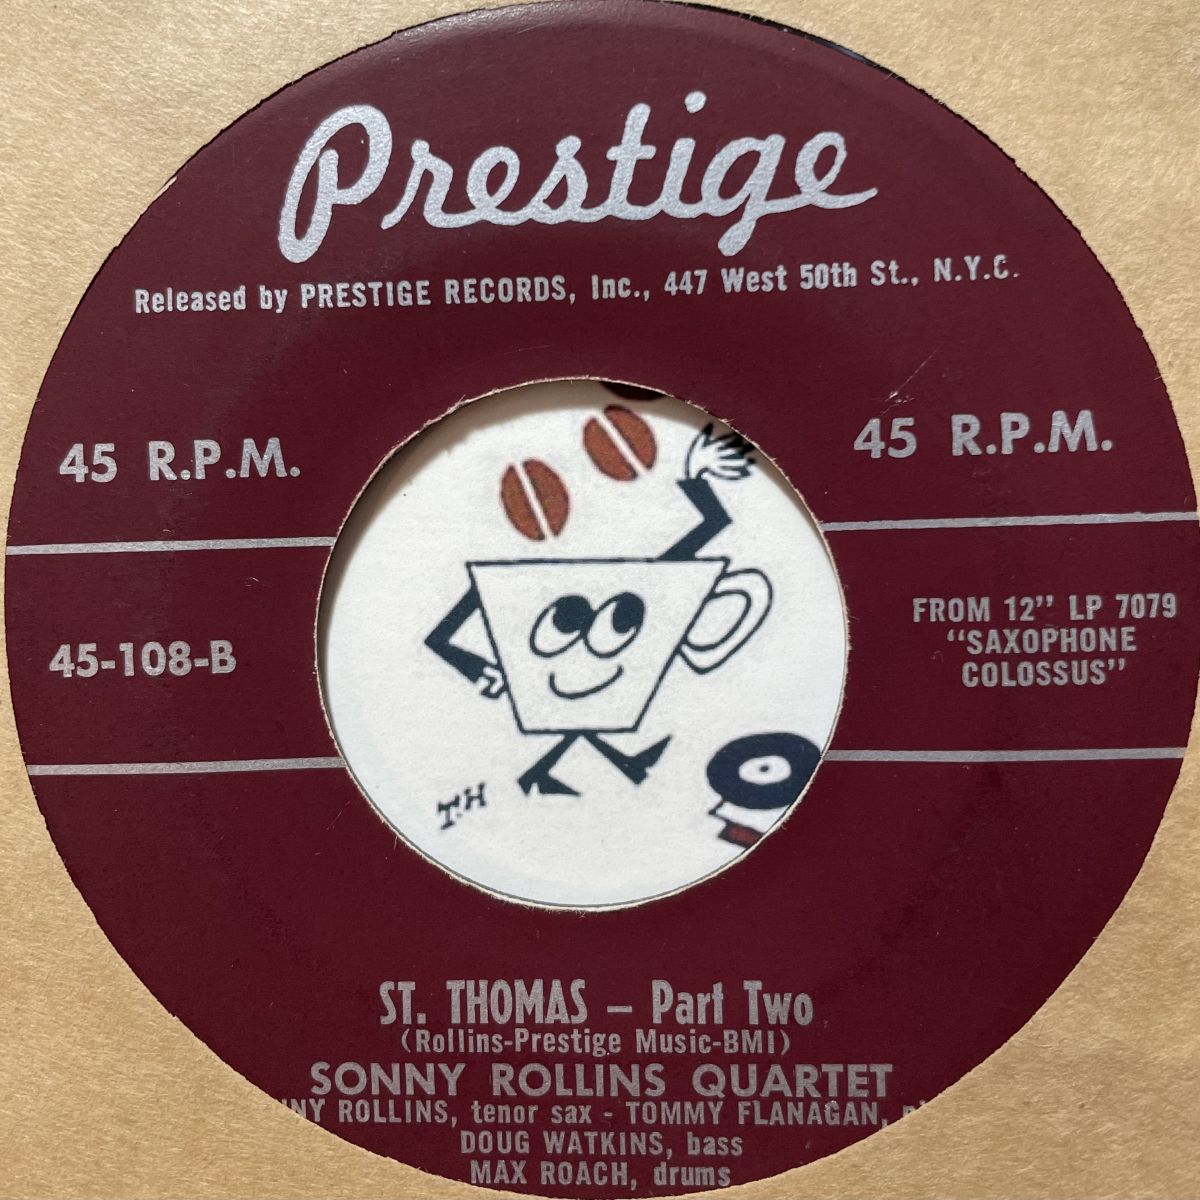 Prestige
Released by PRESTIGE RECORDS, Inc., 447 West 50th St., N.Y.C.
45 R.P.M.
45 R.P.M.
45-108-B
FROM 12" LP 7079
"SAXOPHONE
COLOSSUS"
T.H
ST. THOMAS – Part Two
(Rollins-Prestige Music-BMI)
SONNY ROLLINS QUARTET
NY ROLLINS, tenor sax - TOMMY FLANAGAN,
DOUG WATKINS, bass
MAX ROACH, drums